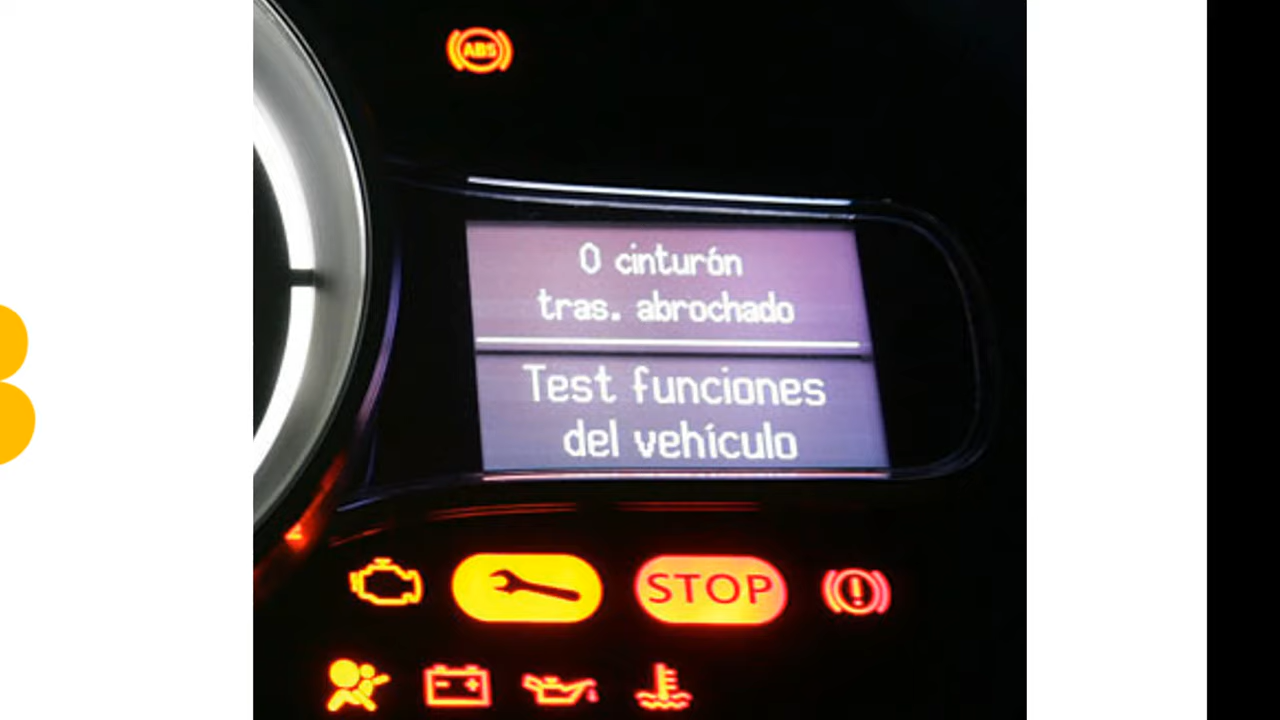 ABS
0 cinturón
tras. abrochado
Test funciones
del vehículo
STOP